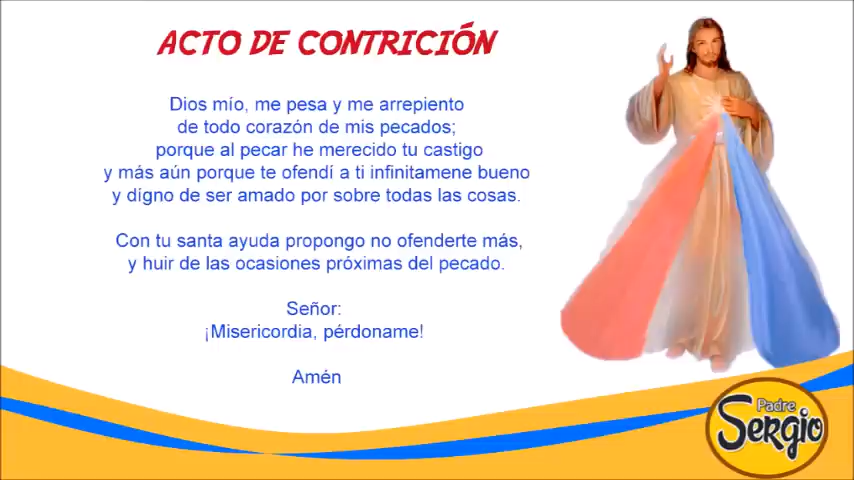 ACTO DE CONTRICIÓN
Dios mío, me pesa y me arrepiento
de todo corazón de mis pecados;
porque al pecar he merecido tu castigo
y más aún porque te ofendí a ti infinitamene bueno
y dígno de ser amado por sobre todas las cosas.
Con tu santa ayuda propongo no ofenderte más,
y huir de las ocasiones próximas del pecado.
Señor:
¡Misericordia, pérdoname!
Amén
Padre
Sergio